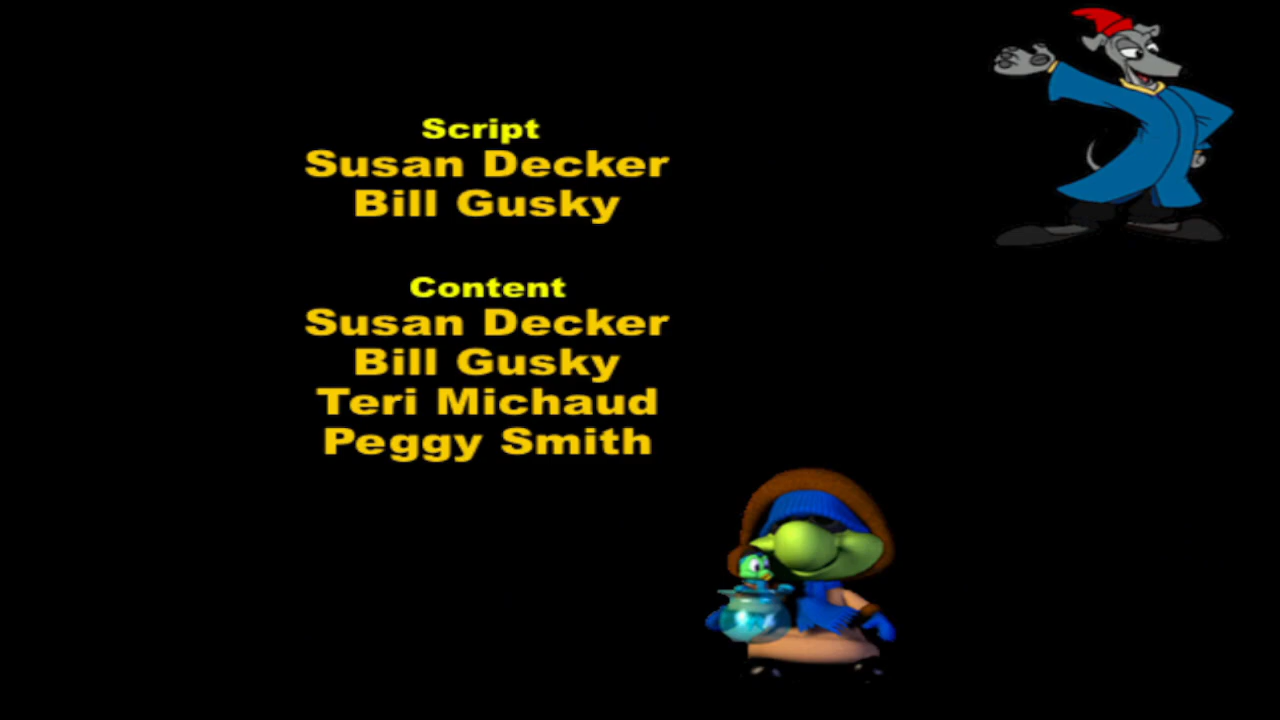 Script
Susan Decker
Bill Gusky
Content
Susan Decker
Bill Gusky
Teri Michaud
Peggy Smith